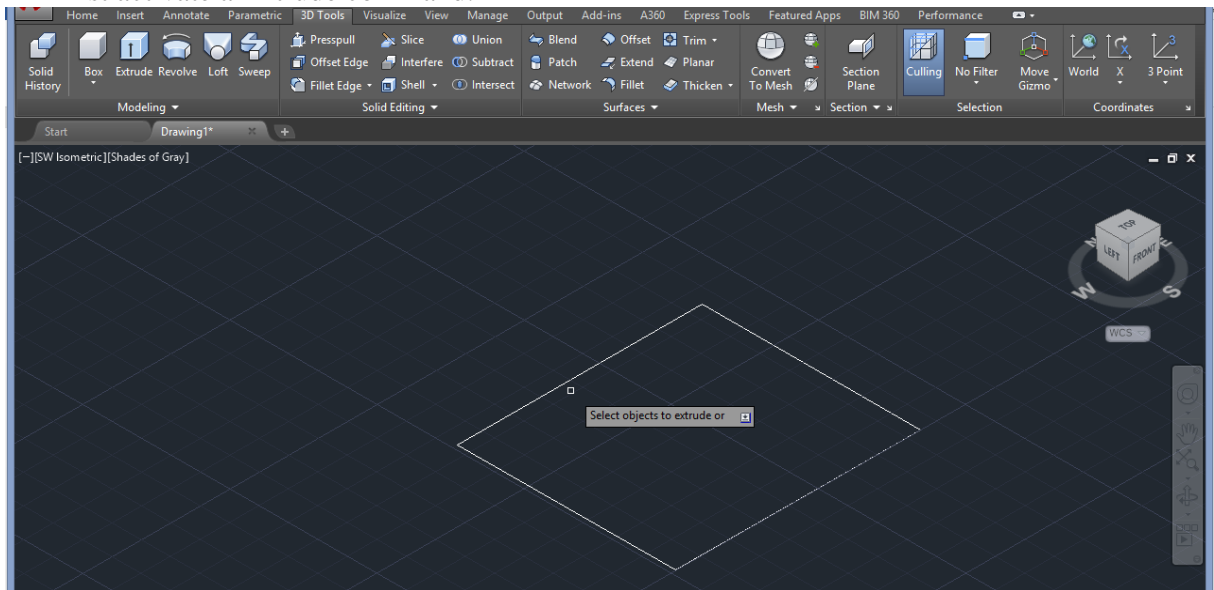 Home Insert Annotate Parametric 3D Tools Visualize View Manage Output Add-ins A360 Express Tools Featured Apps BIM 360 Performance
Presspull Slice Union Blend Offset Trim
Offset Edge Interfere Subtract Patch Extend Planar
Fillet Edge Shell Intersect Network Fillet Thicken
Solid History
Box Extrude Revolve Loft Sweep
Convert To Mesh
Section Plane
Culling No Filter Move Gizmo
World X 3 Point
Modeling Solid Editing Surfaces Mesh Section Selection Coordinates
Start Drawing1* +
[-][SW Isometric][Shades of Gray]
TOP
LEFT FRONT
W S
WCS
Select objects to extrude or